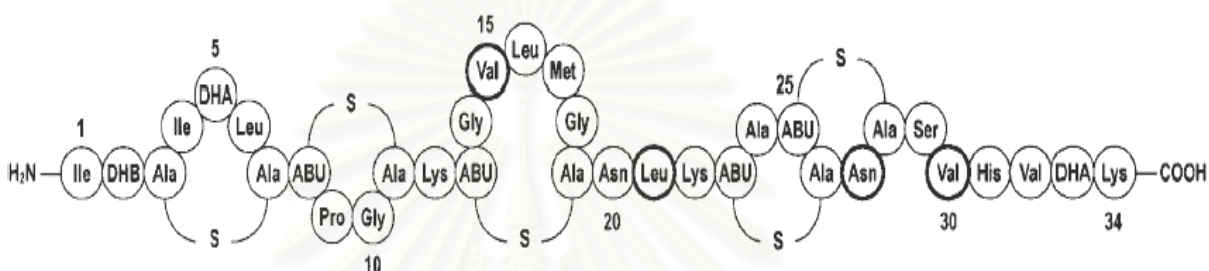 15
Leu
Val Met
5 S
DHA 25
S
1 Ile Leu Gly Gly Ala ABU Ala Ser
H₂N Ile DHB Ala Ala ABU Ala Lys ABU Ala Asn Leu Lys ABU Ala Asn Val His Val DHA Lys COOH
Pro Gly 20 30 34
S S S
10